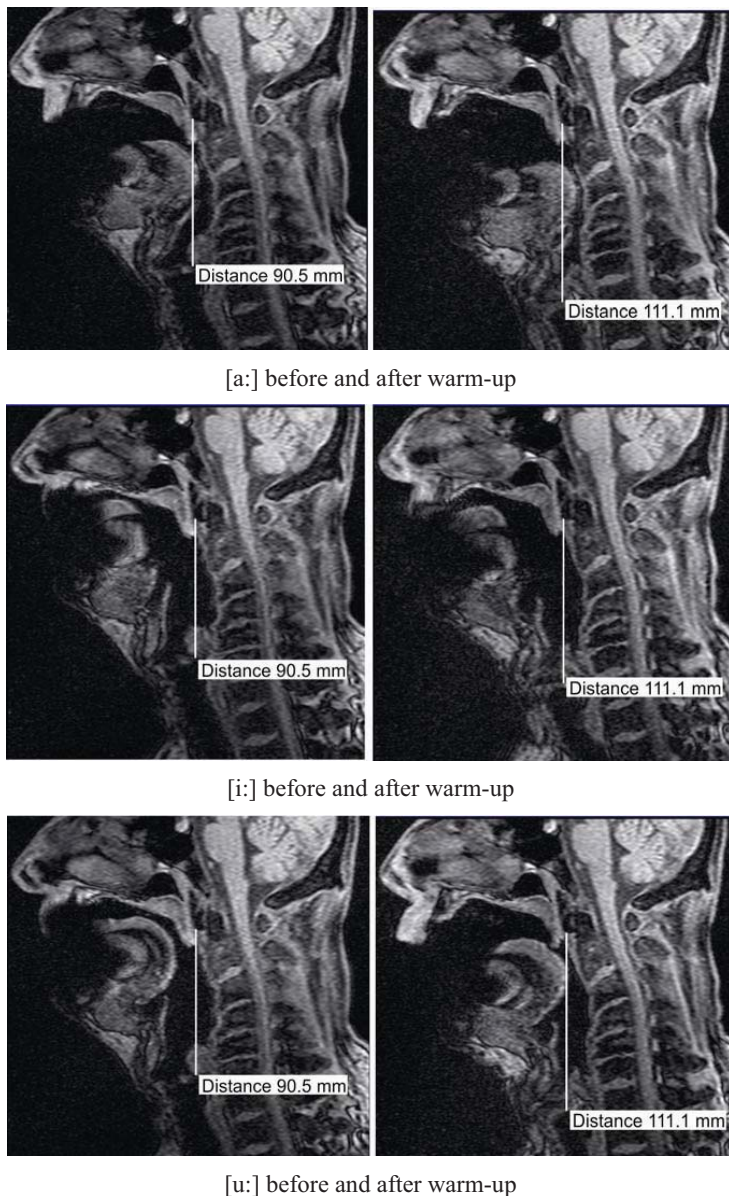 Distance 90.5 mm
Distance 111.1 mm
[a:] before and after warm-up
Distance 90.5 mm
Distance 111.1 mm
[i:] before and after warm-up
Distance 90.5 mm
Distance 111.1 mm
[u:] before and after warm-up